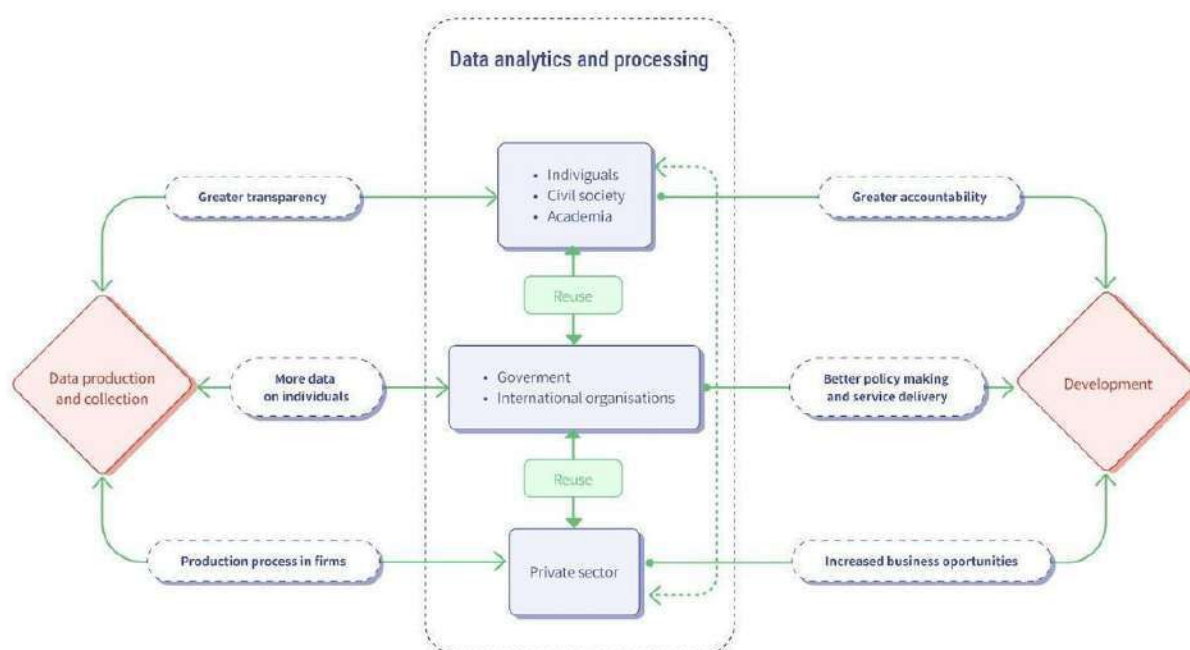 Data analytics and processing
• Individuals
• Civil society
• Academia
Greater transparency
Greater accountability
Reuse
Data production
and collection
More data
on individuals
• Goverment
• International organisations
Better policy making
and service delivery
Development
Reuse
Production process in firms
Private sector
Increased business oportunities